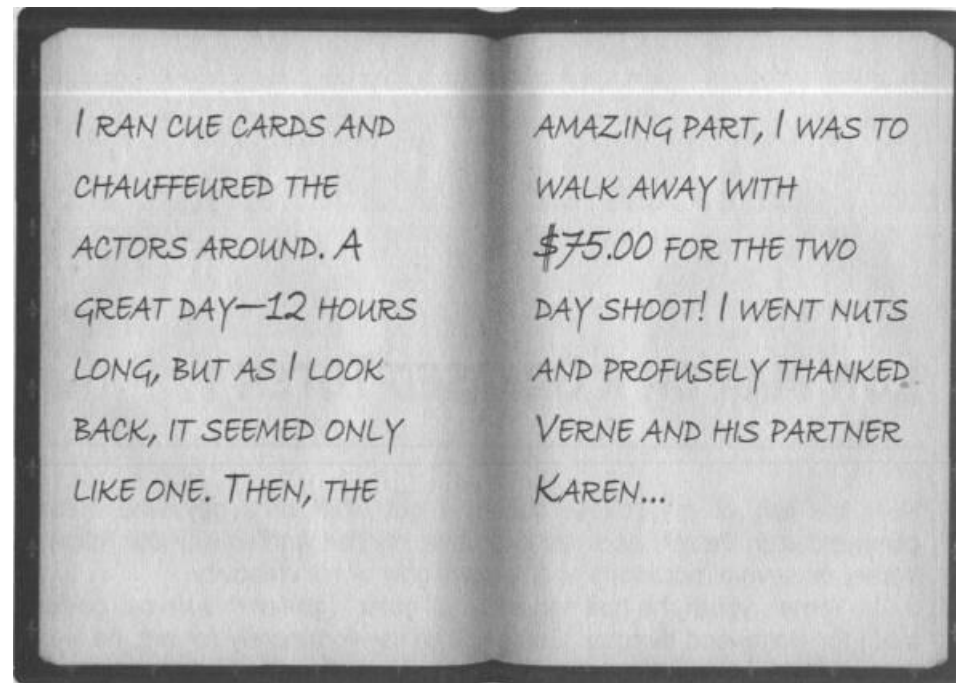 I RAN CUE CARDS AND
CHAUFFEURED THE
ACTORS AROUND. A
GREAT DAY—12 HOURS
LONG, BUT AS I LOOK
BACK, IT SEEMED ONLY
LIKE ONE. THEN, THE
AMAZING PART, I WAS TO
WALK AWAY WITH
$75.00 FOR THE TWO
DAY SHOOT! I WENT NUTS
AND PROFUSELY THANKED
VERNE AND HIS PARTNER
KAREN...